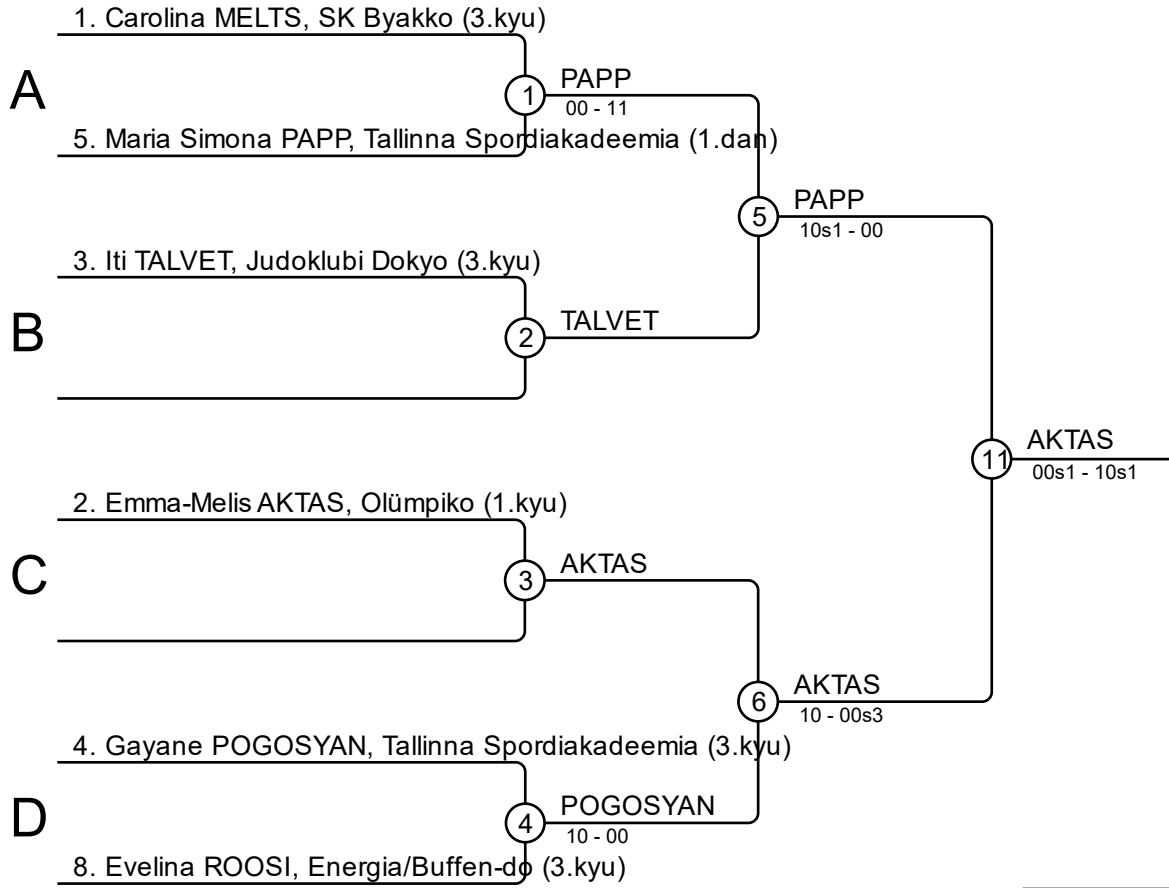 1. Carolina MELTS, SK Byakko (3.kyu)
A
1
PAPP
00 - 11
5. Maria Simona PAPP, Tallinna Spordiakadeemia (1.dan)
5
PAPP
10s1 - 00
3. Iti TALVET, Judoklubi Dokyo (3.kyu)
B
2
TALVET
11
AKTAS
00s1 - 10s1
2. Emma-Melis AKTAS, Olümpiko (1.kyu)
C
3
AKTAS
6
AKTAS
10 - 00s3
4. Gayane POGOSYAN, Tallinna Spordiakadeemia (3.kyu)
D
4
POGOSYAN
10 - 00
8. Evelina ROOSI, Energia/Buffen-do (3.kyu)